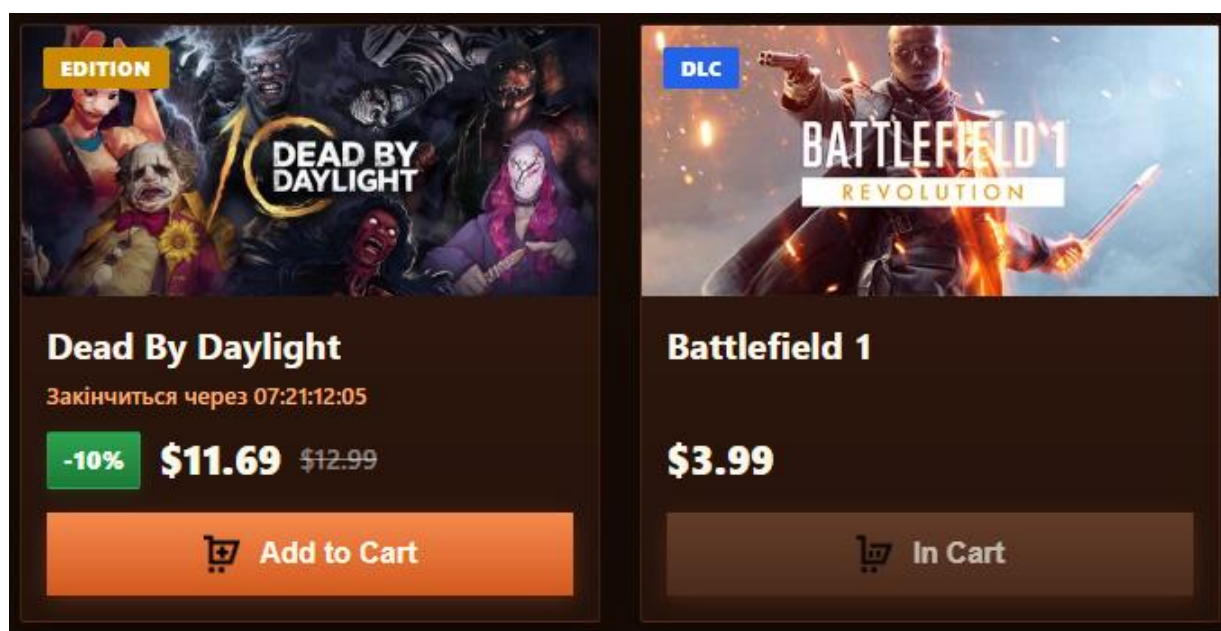 EDITION
10
DEAD BY
DAYLIGHT
Dead By Daylight
Закінчиться через 07:21:12:05
-10% $11.69 $12.99
Add to Cart
DLC
BATTLEFIELD 1
REVOLUTION
Battlefield 1
$3.99
In Cart